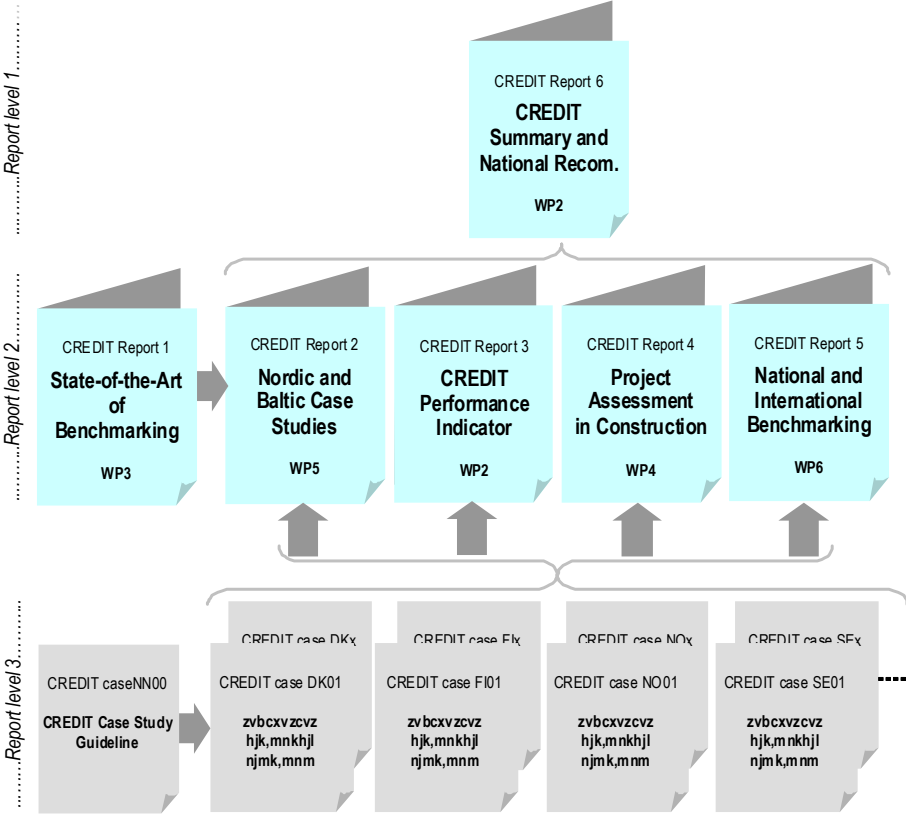 ...........Report level 1.........
CREDIT Report 6
CREDIT
Summary and
National Recom.
WP2
...........Report level 2............
CREDIT Report 1
State-of-the-Art
of
Benchmarking
WP3
CREDIT Report 2
Nordic and
Baltic Case
Studies
WP5
CREDIT Report 3
CREDIT
Performance
Indicator
WP2
CREDIT Report 4
Project
Assessment
in Construction
WP4
CREDIT Report 5
National and
International
Benchmarking
WP6
...........Report level 3............
CREDIT caseNN00
CREDIT Case Study
Guideline
CREDIT case DKx
CREDIT case DK01
zvbcxvzcvz
hjk,mnkhjl
njmk,mnm
CREDIT case FIx
CREDIT case FI01
zvbcxvzcvz
hjk,mnkhjl
njmk,mnm
CREDIT case NOx
CREDIT case NO01
zvbcxvzcvz
hjk,mnkhjl
njmk,mnm
CREDIT case SEx
CREDIT case SE01
zvbcxvzcvz
hjk,mnkhjl
njmk,mnm